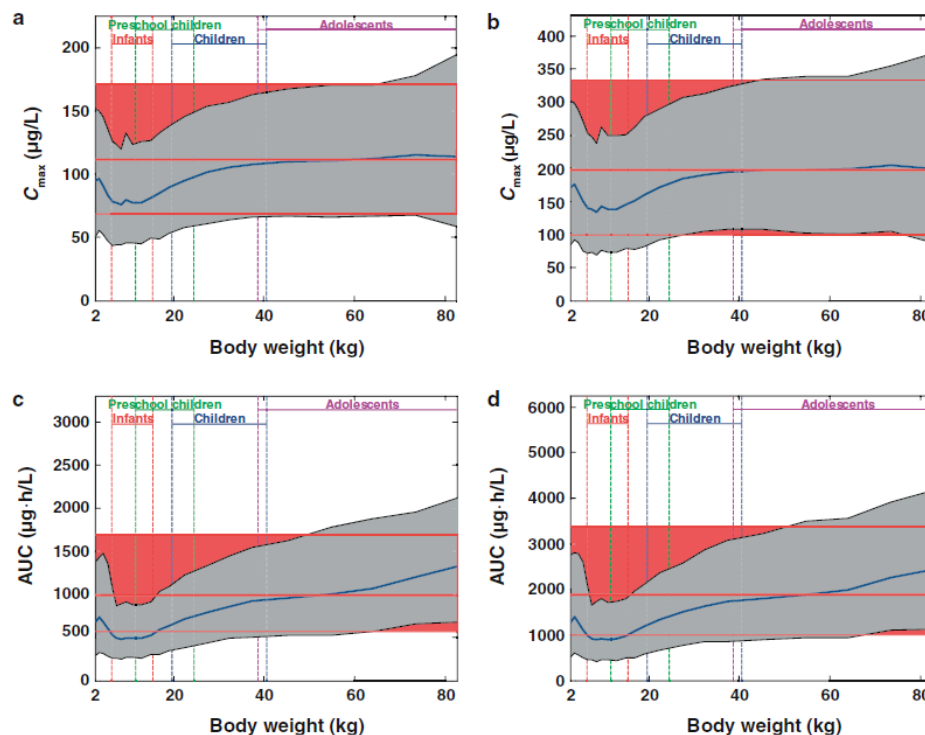 a
Preschool children
Adolescents
Infants
Children
200
150
100
50
0
Cmax (µg/L)
2
20
40
60
80
Body weight (kg)
b
Preschool children
Adolescents
Infants
Children
400
350
300
250
200
150
100
50
0
Cmax (µg/L)
2
20
40
60
80
Body weight (kg)
c
Preschool children
Adolescents
Infants
Children
3000
2500
2000
1500
1000
500
0
AUC (µg·h/L)
2
20
40
60
80
Body weight (kg)
d
Preschool children
Adolescents
Infants
Children
6000
5000
4000
3000
2000
1000
0
AUC (µg·h/L)
2
20
40
60
80
Body weight (kg)